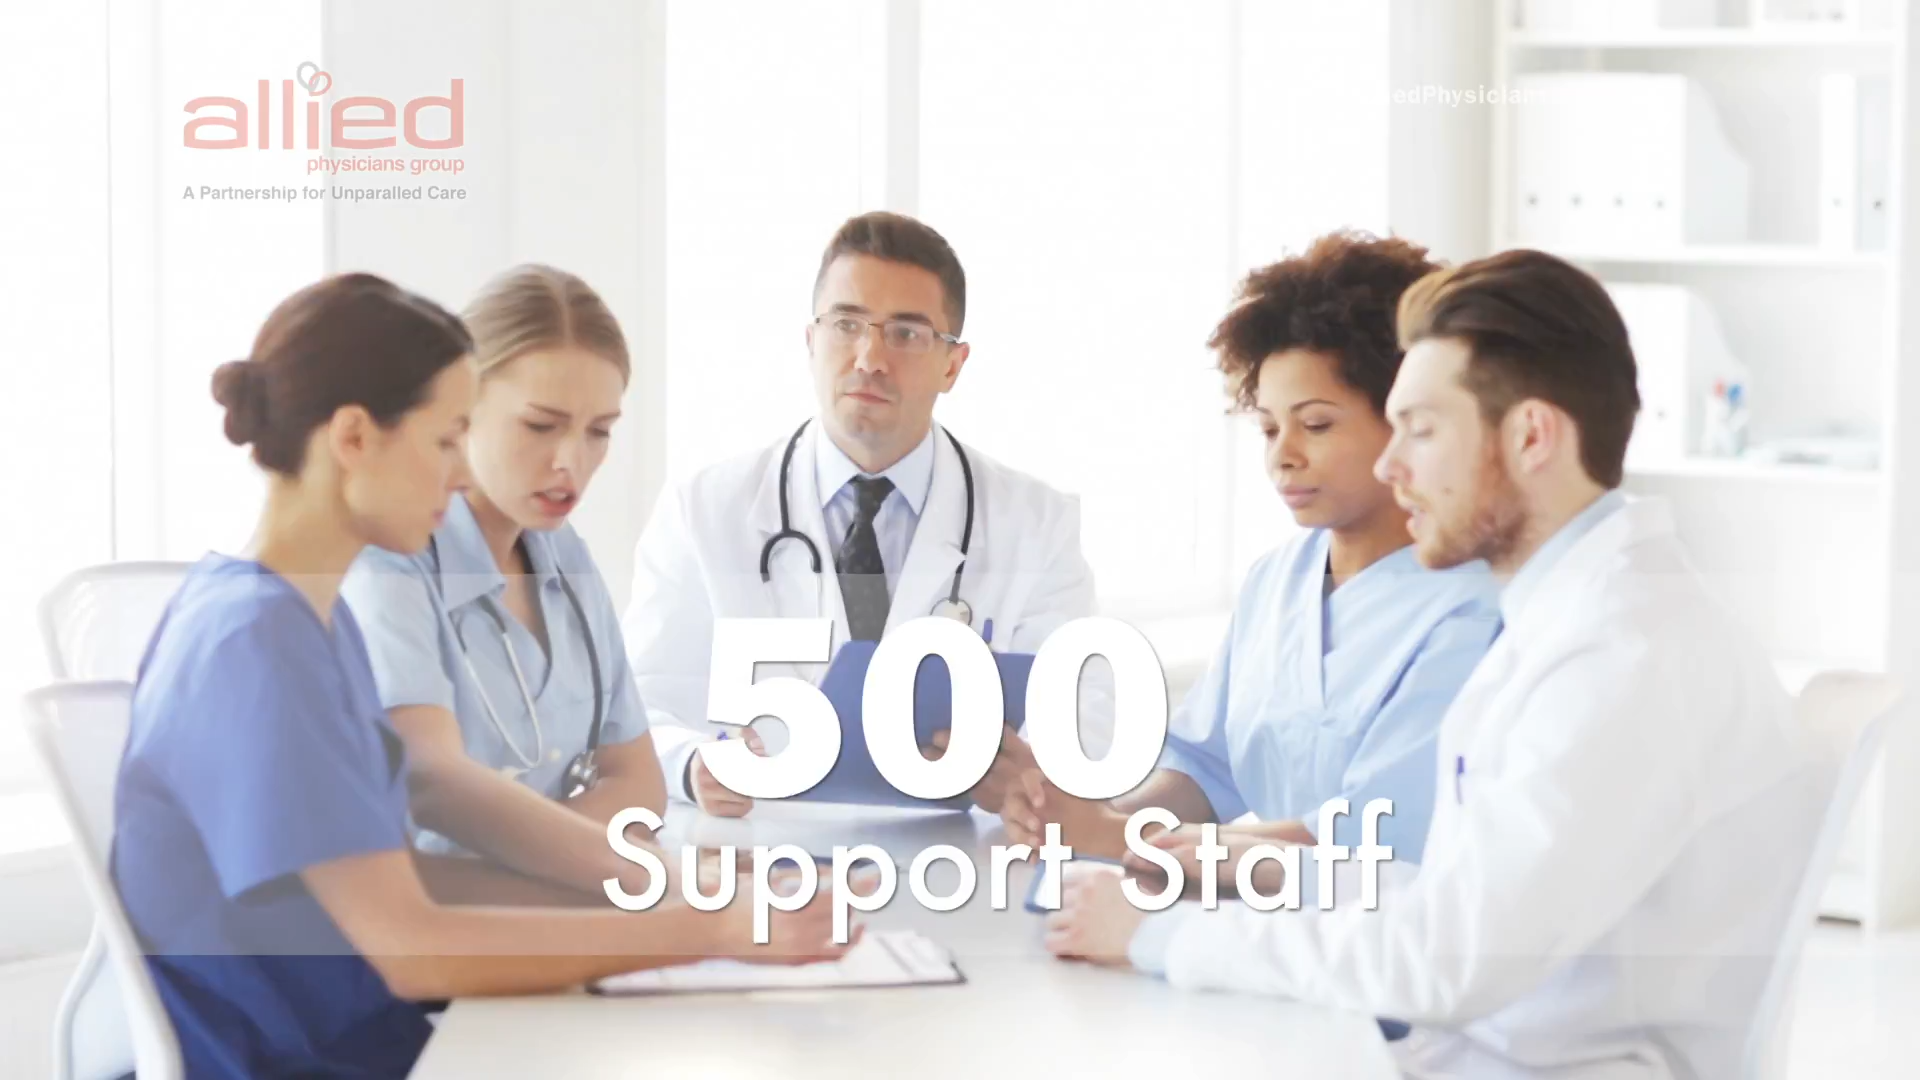 allied
physicians group
A Partnership for Unparalled Care
500
Support Staff